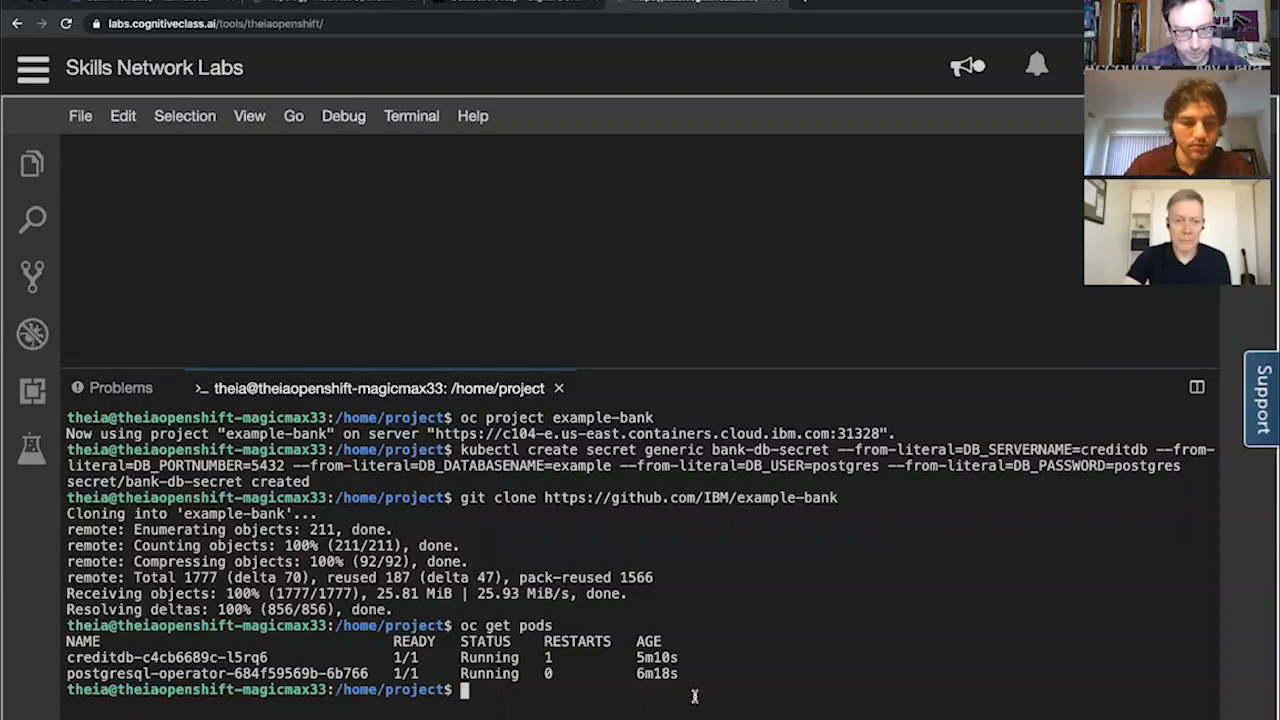 labs.cognitiveclass.ai/tools/theiaopenshift/
Skills Network Labs
File Edit Selection View Go Debug Terminal Help
Problems
>_ theia@theiaopenshift-magicmax33: /home/project ×
theia@theiaopenshift-magicmax33:/home/project$ oc project example-bank
Now using project "example-bank" on server "https://c104-e.us-east.containers.cloud.ibm.com:31328".
theia@theiaopenshift-magicmax33:/home/project$ kubectl create secret generic bank-db-secret --from-literal=DB_SERVERNAME=creditdb --from-
literal=DB_PORTNUMBER=5432 --from-literal=DB_DATABASENAME=example --from-literal=DB_USER=postgres --from-literal=DB_PASSWORD=postgres
secret/bank-db-secret created
theia@theiaopenshift-magicmax33:/home/project$ git clone https://github.com/IBM/example-bank
Cloning into 'example-bank'...
remote: Enumerating objects: 211, done.
remote: Counting objects: 100% (211/211), done.
remote: Compressing objects: 100% (92/92), done.
remote: Total 1777 (delta 70), reused 187 (delta 47), pack-reused 1566
Receiving objects: 100% (1777/1777), 25.81 MiB | 25.93 MiB/s, done.
Resolving deltas: 100% (856/856), done.
theia@theiaopenshift-magicmax33:/home/project$ oc get pods
NAME READY STATUS RESTARTS AGE
creditdb-c4cb6689c-l5rq6 1/1 Running 1 5m10s
postgresql-operator-684f59569b-6b766 1/1 Running 0 6m18s
theia@theiaopenshift-magicmax33:/home/project$
Support